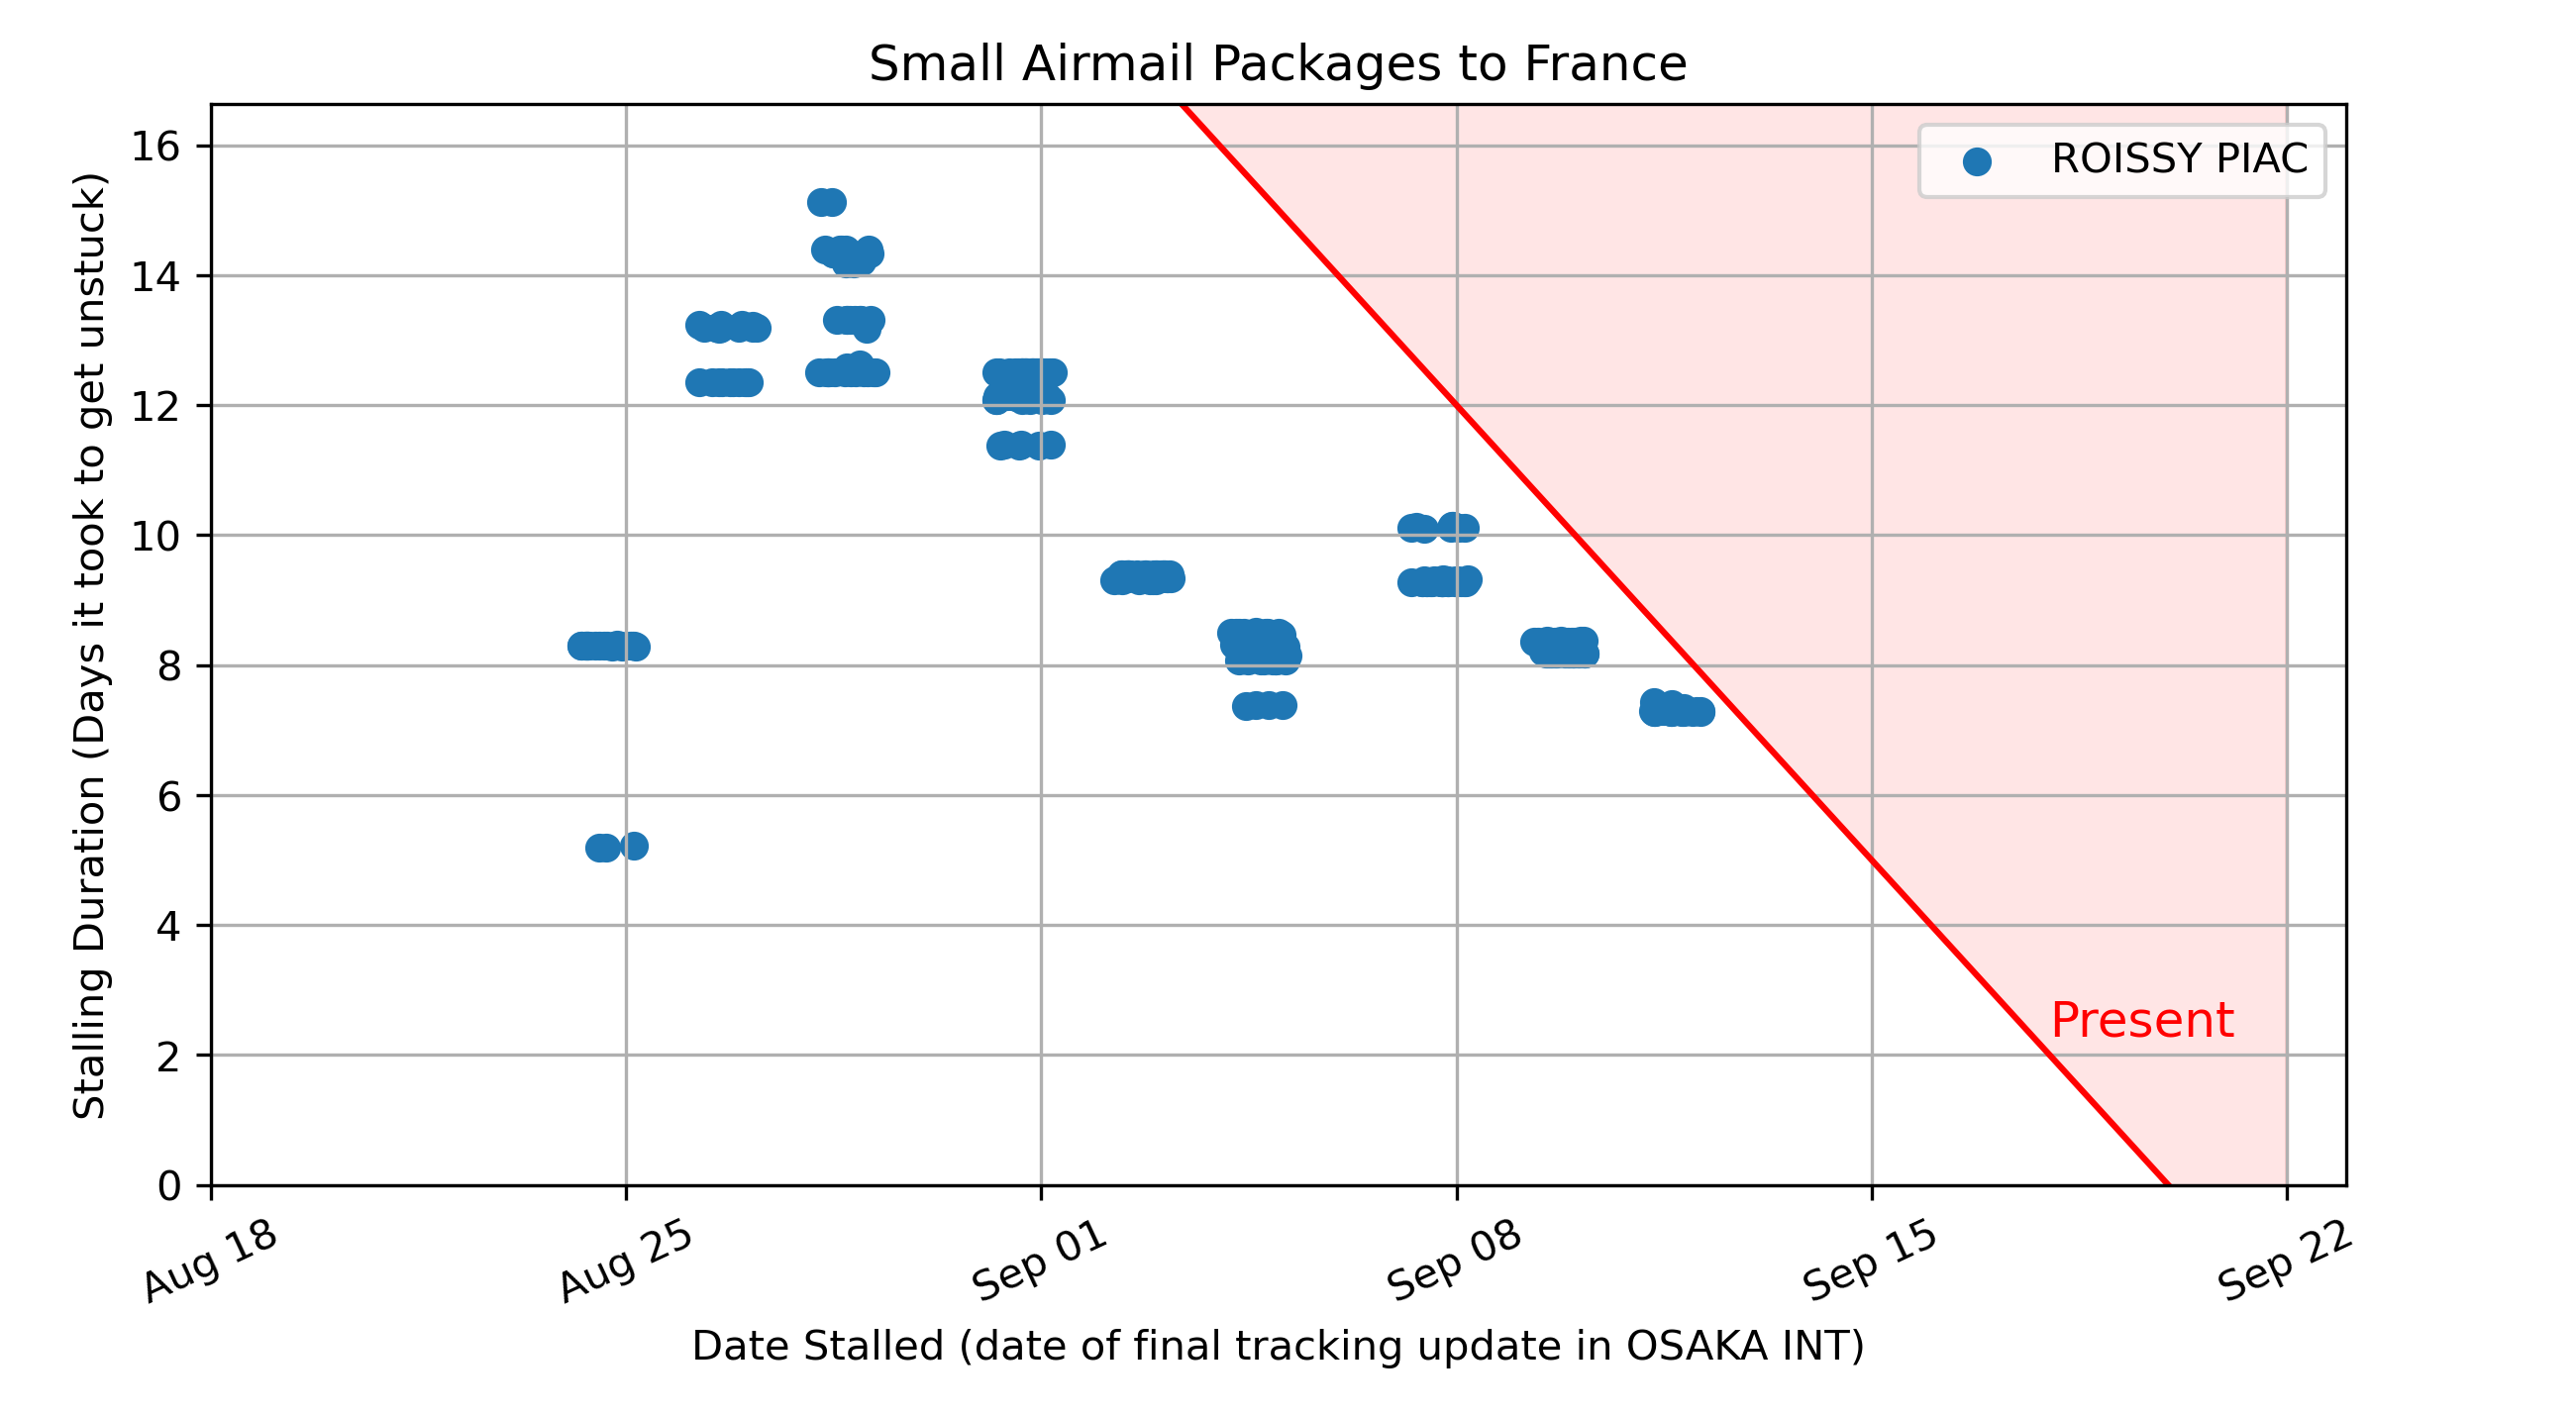 Small Airmail Packages to France
Stalling Duration (Days it took to get unstuck)
16
14
12
10
8
6
4
2
0
ROISSY PIAC
Present
Aug 18
Aug 25
Sep 01
Sep 08
Sep 15
Sep 22
Date Stalled (date of final tracking update in OSAKA INT)